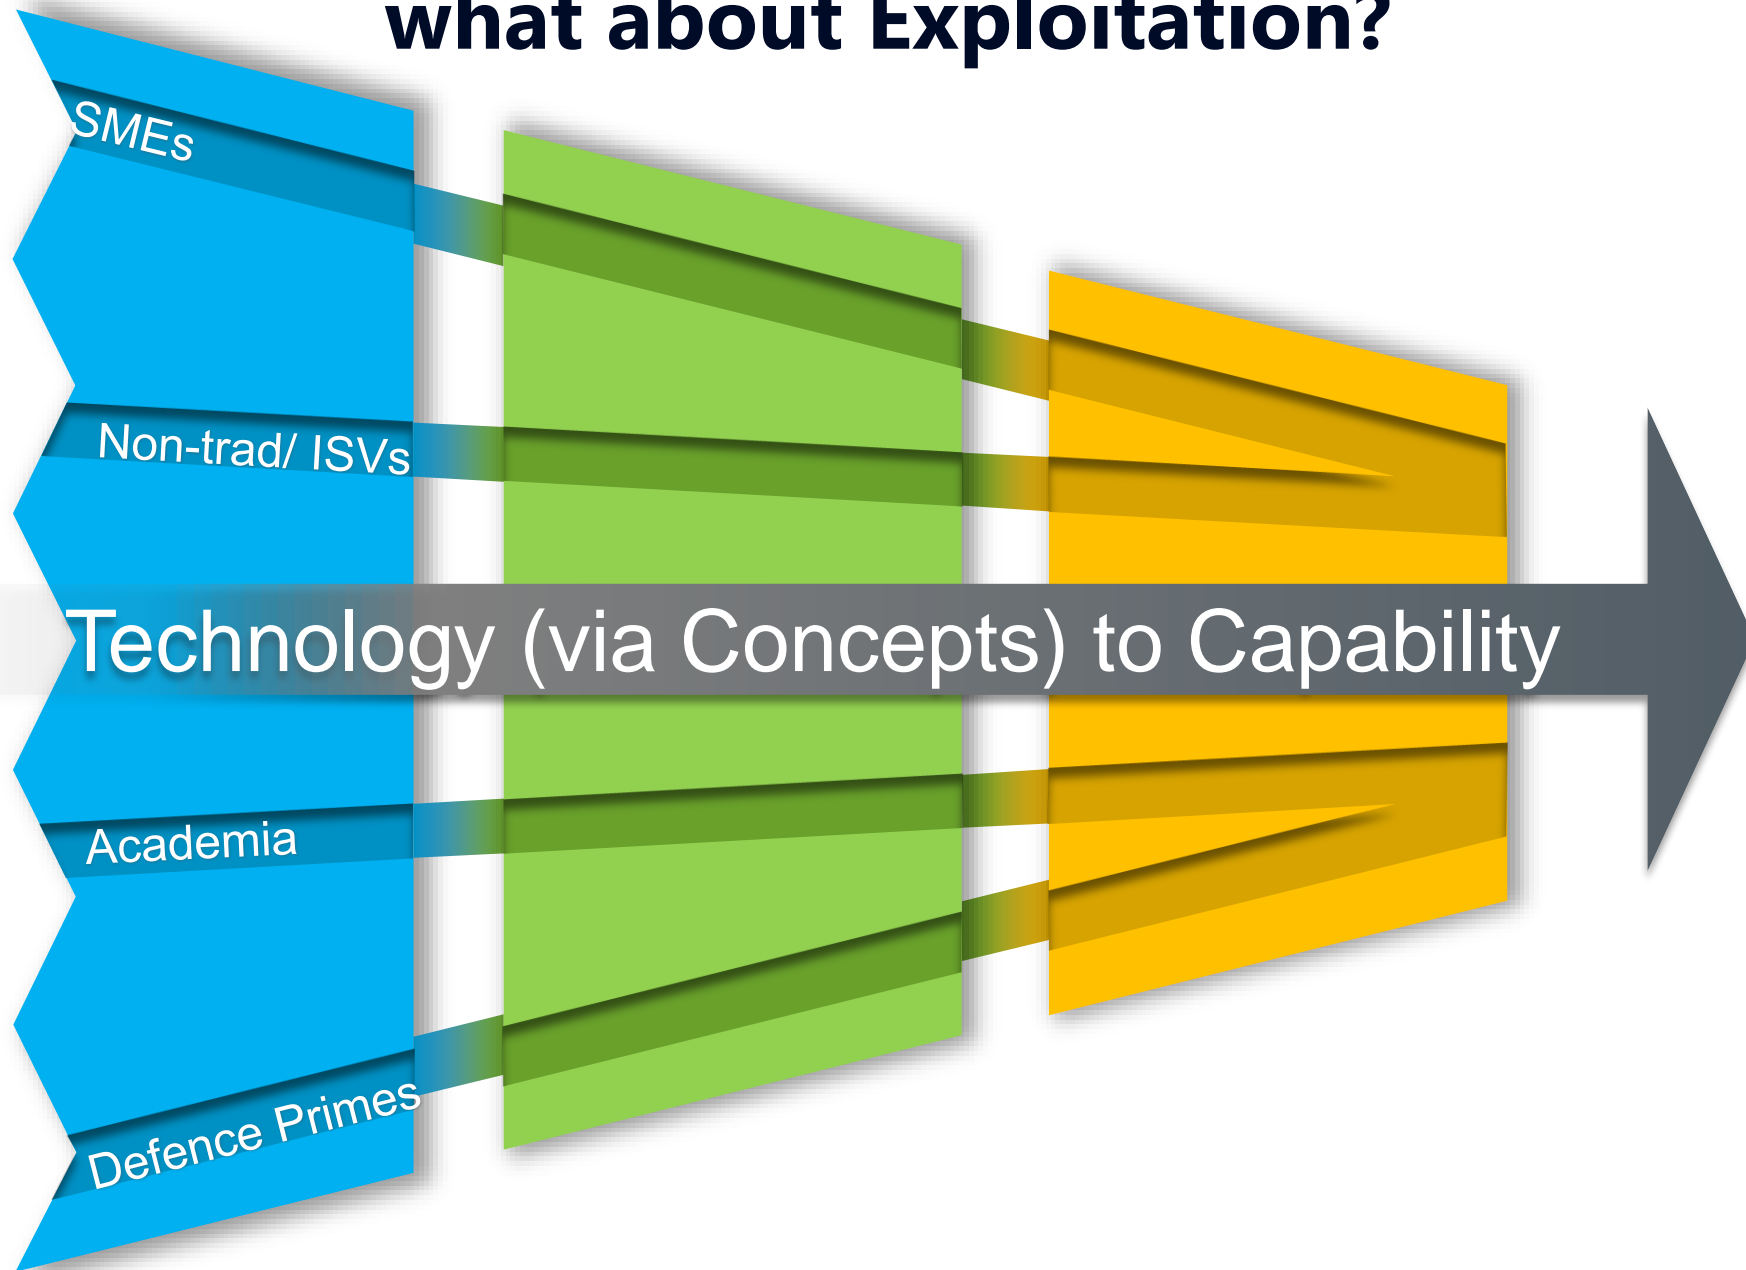 what about Exploitation?
SMEs
Non-trad/ ISVs
Technology (via Concepts) to Capability
Academia
Defence Primes